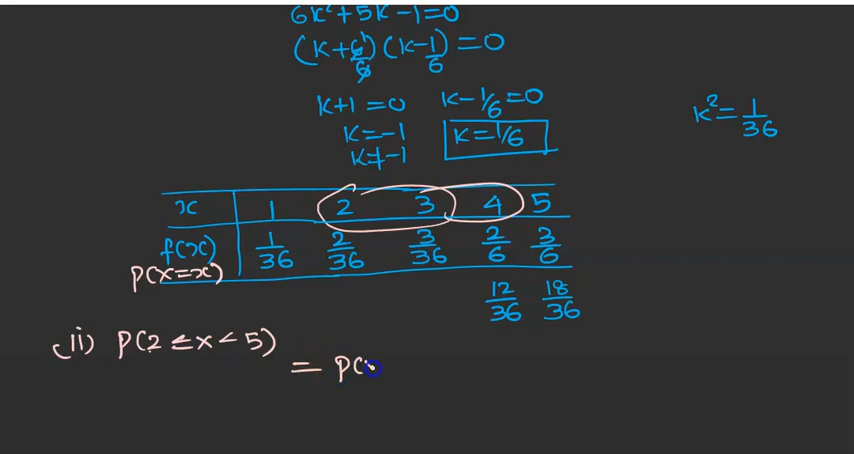 6k²+5k-1=0
(k+6/6)(k-1/6)=0
k+1=0 k-1/6=0
k=-1 k=1/6
k≠-1
k²=1/36
x 1 2 3 4 5
f(x) 1/36 2/36 3/36 2/6 3/6
P(X=x)
12/36 18/36
(ii) P(2≤x<5)
= P(